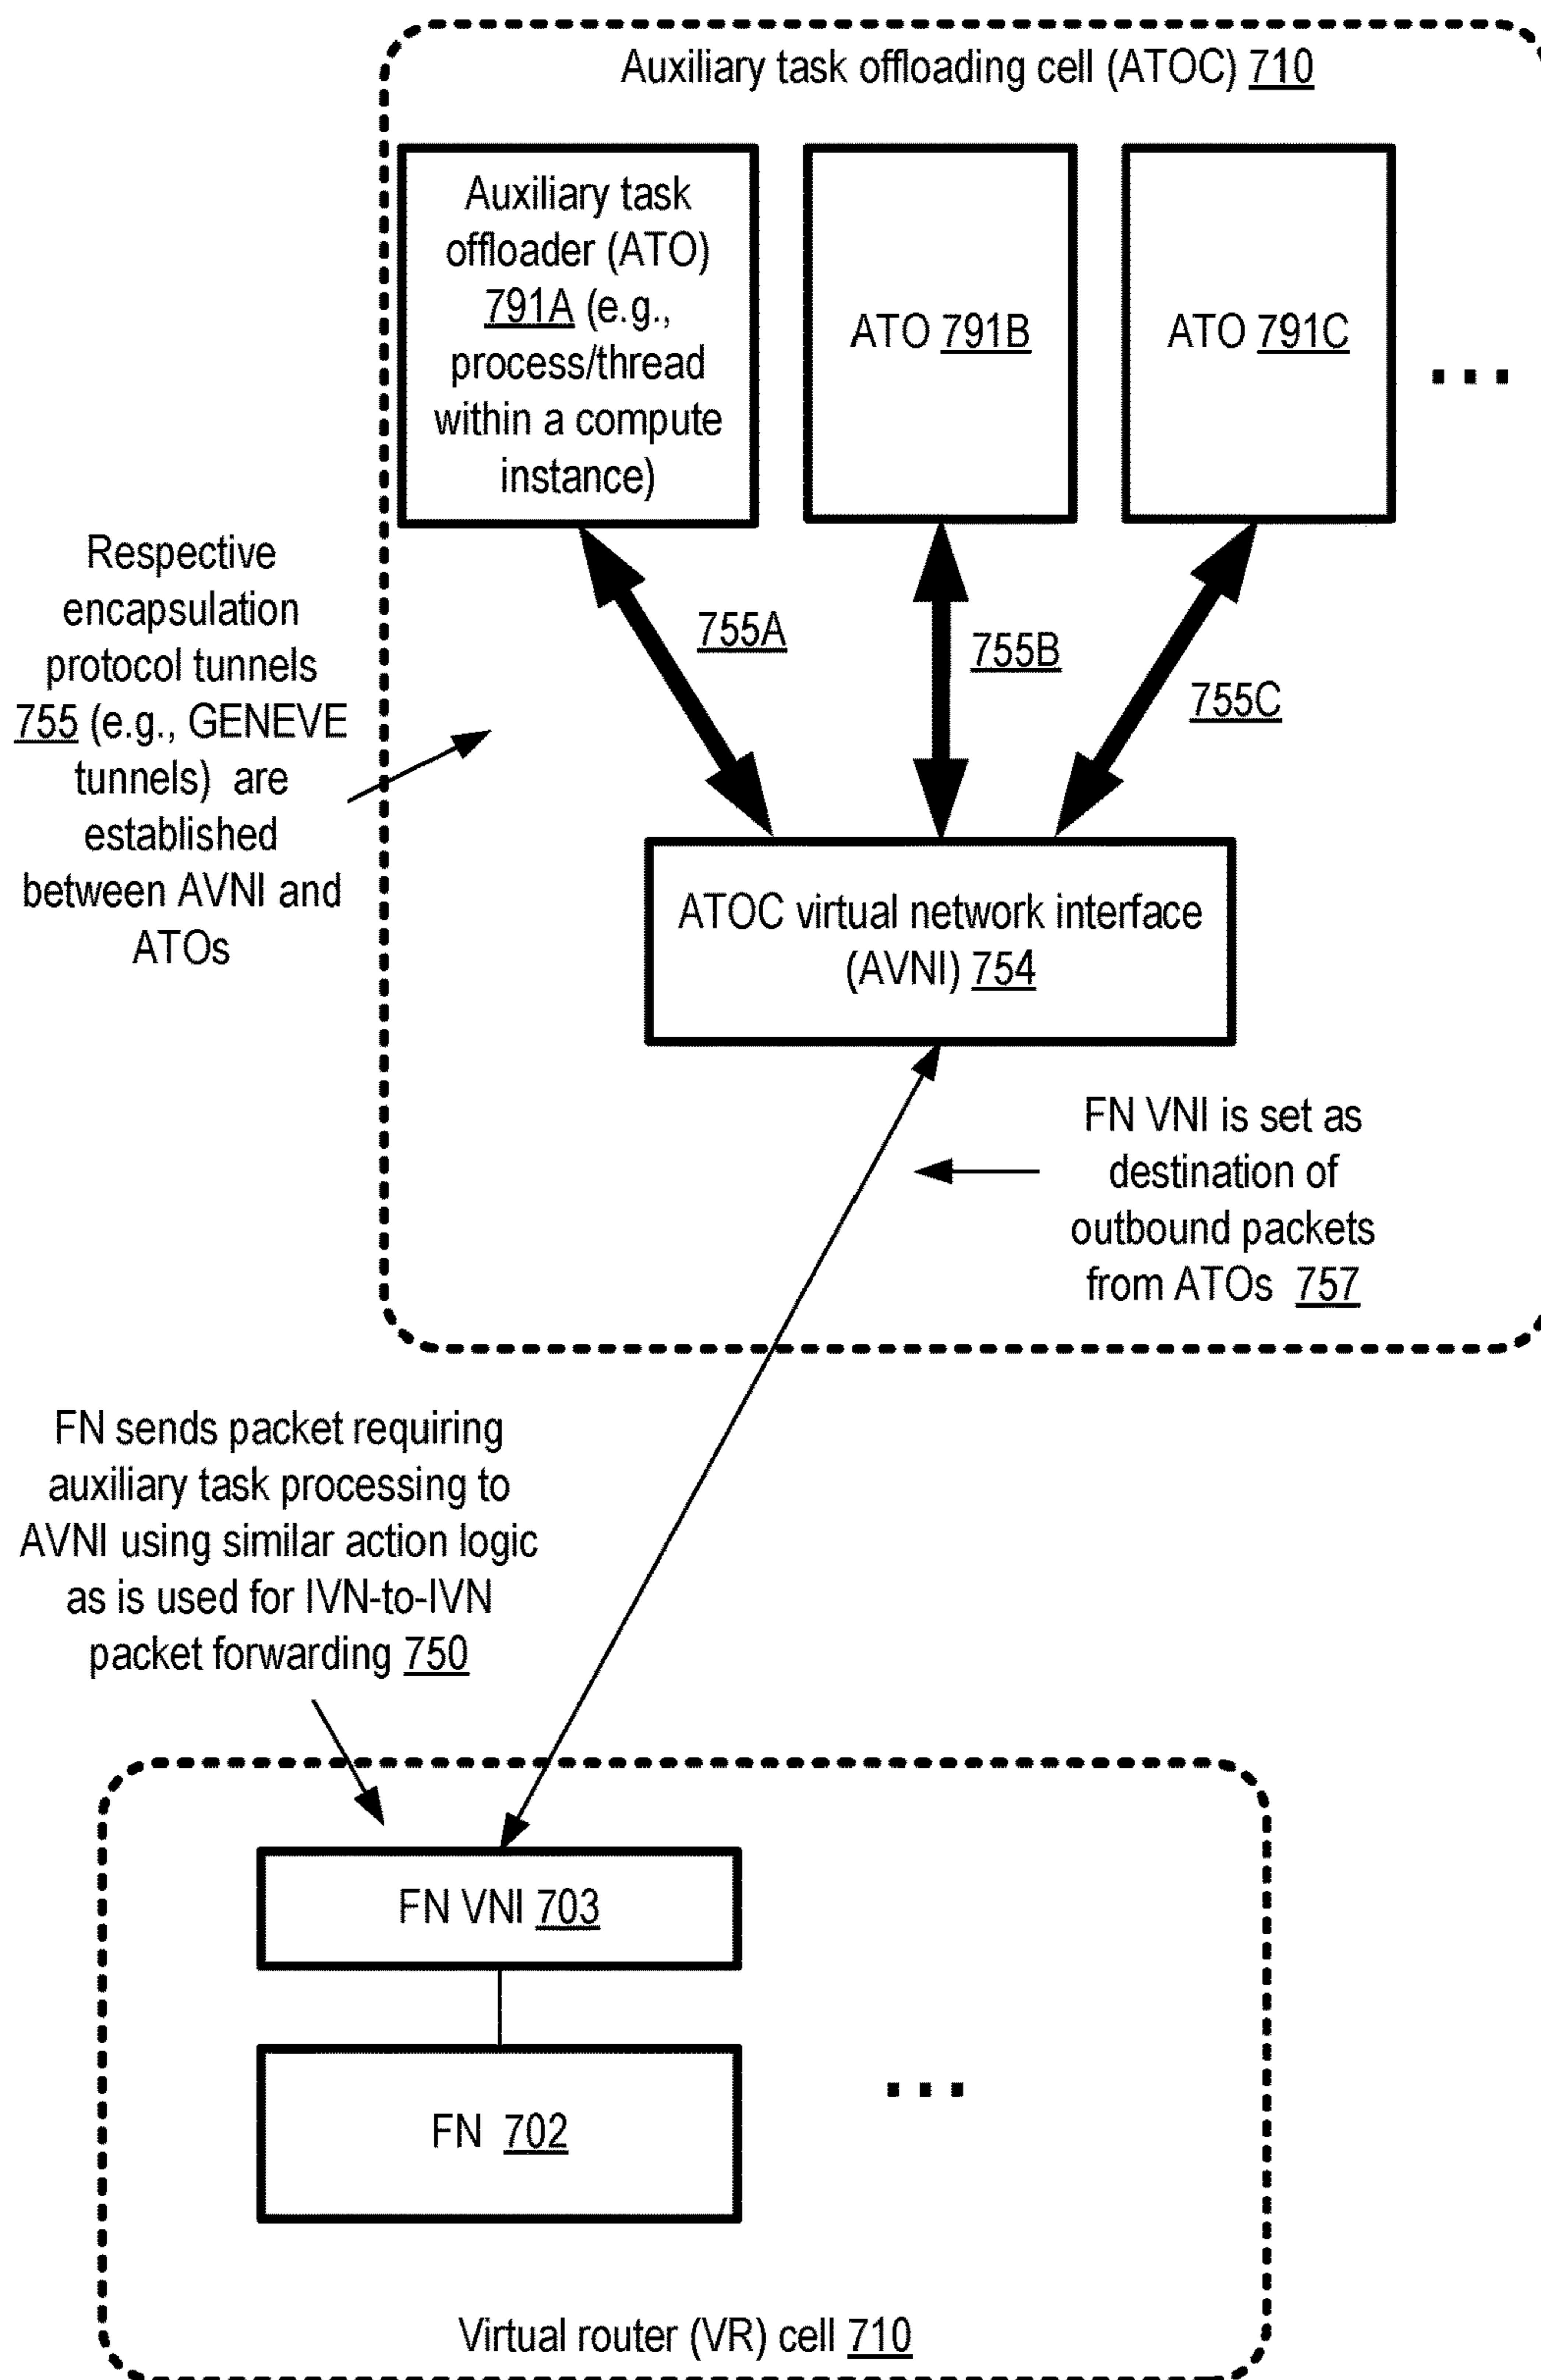 Auxiliary task offloading cell (ATOC) 710
Auxiliary task
offloader (ATO)
791A (e.g.,
process/thread
within a compute
instance)
ATO 791B
ATO 791C
...
Respective
encapsulation
protocol tunnels
755 (e.g., GENEVE
tunnels) are
established
between AVNI and
ATOs
755A
755B
755C
ATOC virtual network interface
(AVNI) 754
FN VNI is set as
destination of
outbound packets
from ATOs 757
FN sends packet requiring
auxiliary task processing to
AVNI using similar action logic
as is used for IVN-to-IVN
packet forwarding 750
FN VNI 703
FN 702
...
Virtual router (VR) cell 710